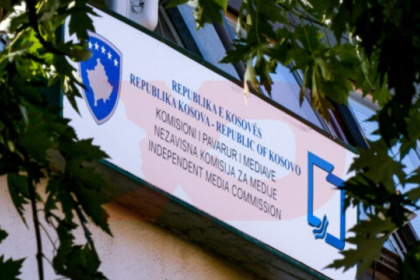 REPUBLIKA E KOSOVËS
REPUBLIKA KOSOVA - REPUBLIC OF KOSOVO
KOMISIONI I PAVARUR I MEDIAVE
NEZAVISNA KOMISIJA ZA MEDIJE
INDEPENDENT MEDIA COMMISSION